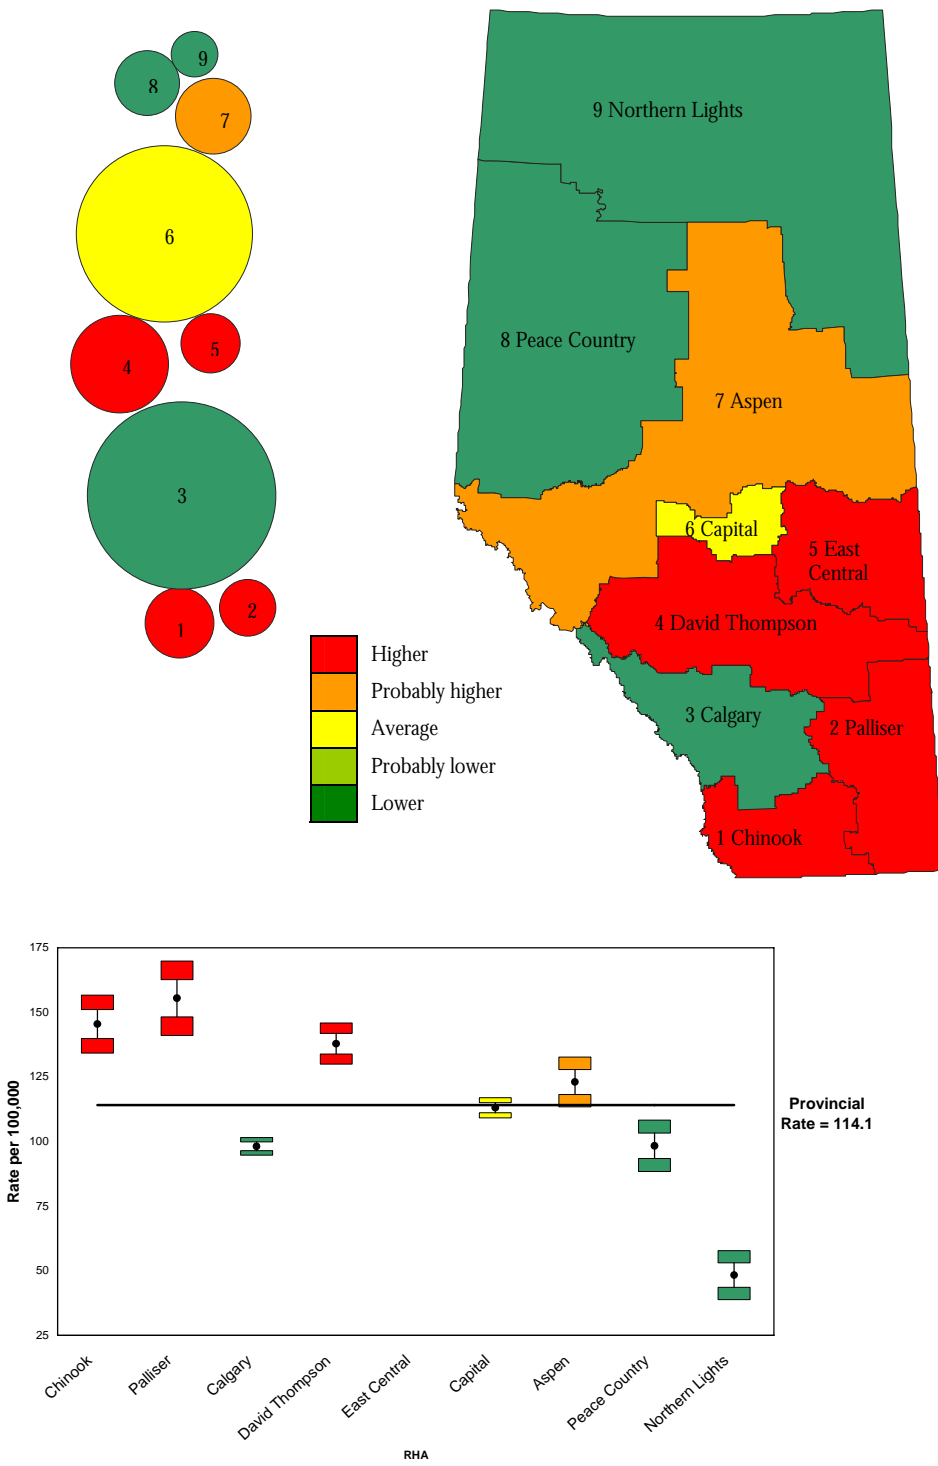 9
8
7
6
5
4
3
2
1
9 Northern Lights
8 Peace Country
7 Aspen
6 Capital
5 East
Central
4 David Thompson
3 Calgary
2 Palliser
1 Chinook
Higher
Probably higher
Average
Probably lower
Lower
175
150
125
100
75
50
25
Rate per 100,000
Provincial
Rate = 114.1
Chinook
Palliser
Calgary
David Thompson
East Central
Capital
Aspen
Peace Country
Northern Lights
RHA